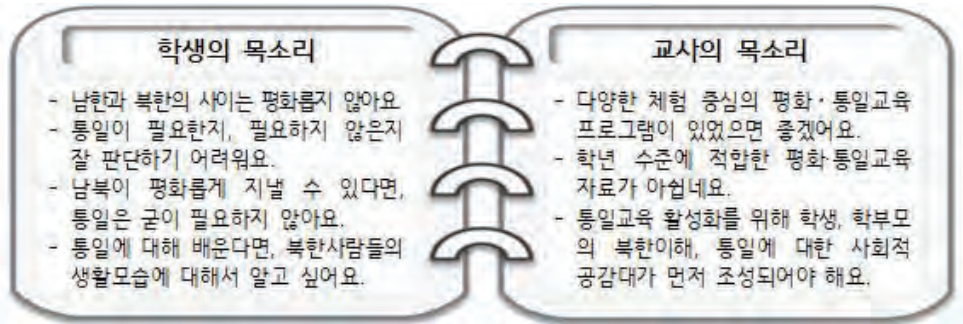 학생의 목소리
- 남한과 북한의 사이는 평화롭지 않아요
- 통일이 필요한지, 필요하지 않은지
잘 판단하기 어려워요.
- 남북이 평화롭게 지낼 수 있다면,
통일은 굳이 필요하지 않아요.
- 통일에 대해 배운다면, 북한사람들의
생활모습에 대해서 알고 싶어요.
교사의 목소리
- 다양한 체험 중심의 평화·통일교육
프로그램이 있었으면 좋겠어요.
- 학년 수준에 적합한 평화·통일교육
자료가 아쉽네요.
- 통일교육 활성화를 위해 학생, 학부모
의 북한이해, 통일에 대한 사회적
공감대가 먼저 조성되어야 해요.